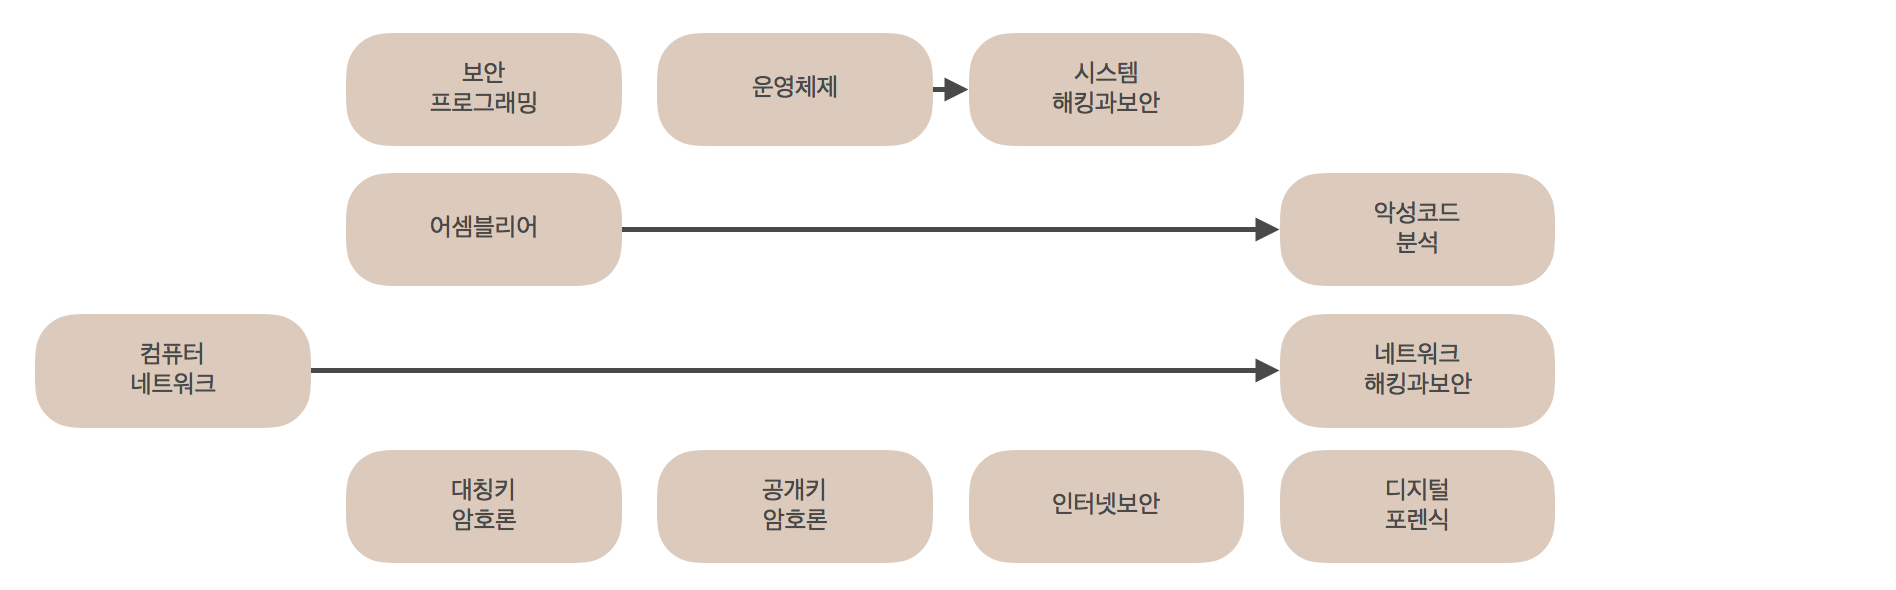 보안
프로그래밍
운영체제
시스템
해킹과보안
어셈블리어
악성코드
분석
컴퓨터
네트워크
네트워크
해킹과보안
대칭키
암호론
공개키
암호론
인터넷보안
디지털
포렌식